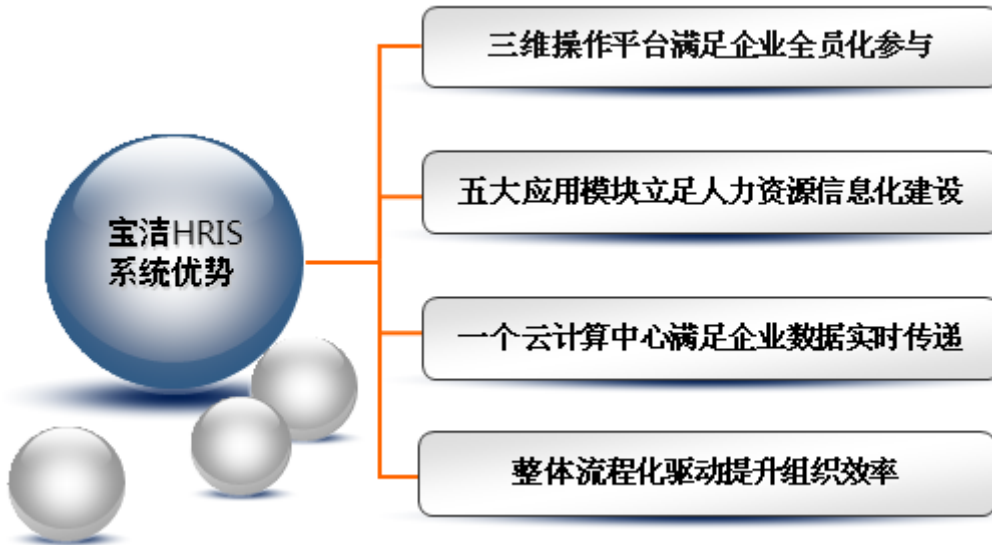 三维操作平台满足企业全员化参与
五大应用模块立足人力资源信息化建设
宝洁HRIS
系统优势
一个云计算中心满足企业数据实时传递
整体流程化驱动提升组织效率